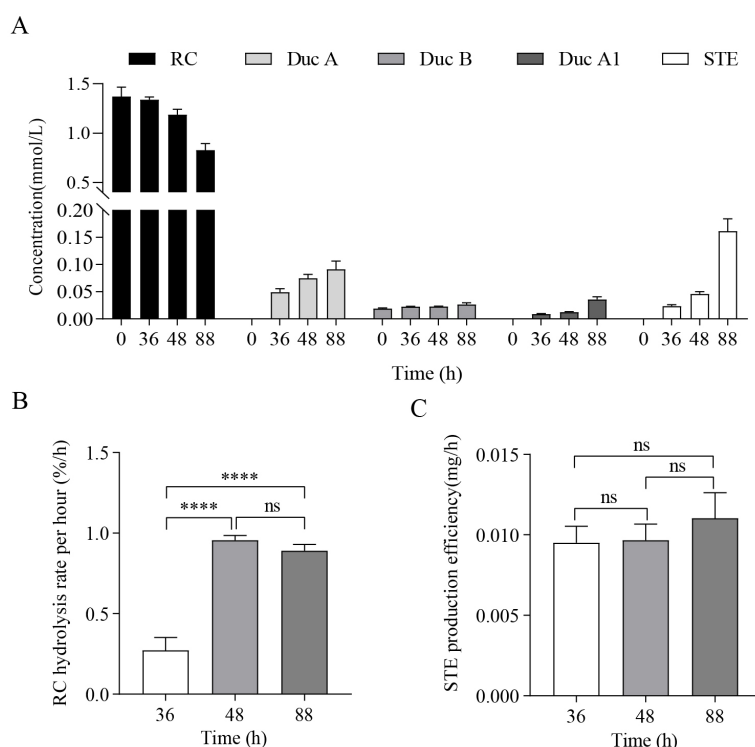 A
RC Duc A Duc B Duc A1 STE
Concentration(mmol/L)
1.5
1.0
0.5
0.20
0.15
0.10
0.05
0.00
0 36 48 88 0 36 48 88 0 36 48 88 0 36 48 88 0 36 48 88
Time (h)
B
RC hydrolysis rate per hour (%/h)
1.5
1.0
0.5
0.0
****
**** ns
36 48 88
Time (h)
C
STE production efficiency(mg/h)
0.015
0.010
0.005
0.000
ns
ns
ns
36 48 88
Time (h)